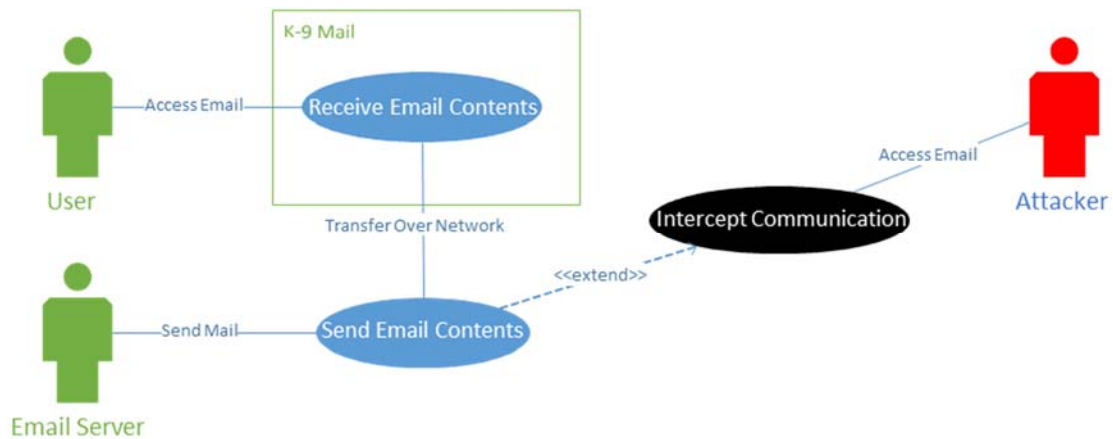 K-9 Mail
Access Email
Receive Email Contents
User
Access Email
Attacker
Intercept Communication
Transfer Over Network
<<extend>>
Send Mail
Send Email Contents
Email Server